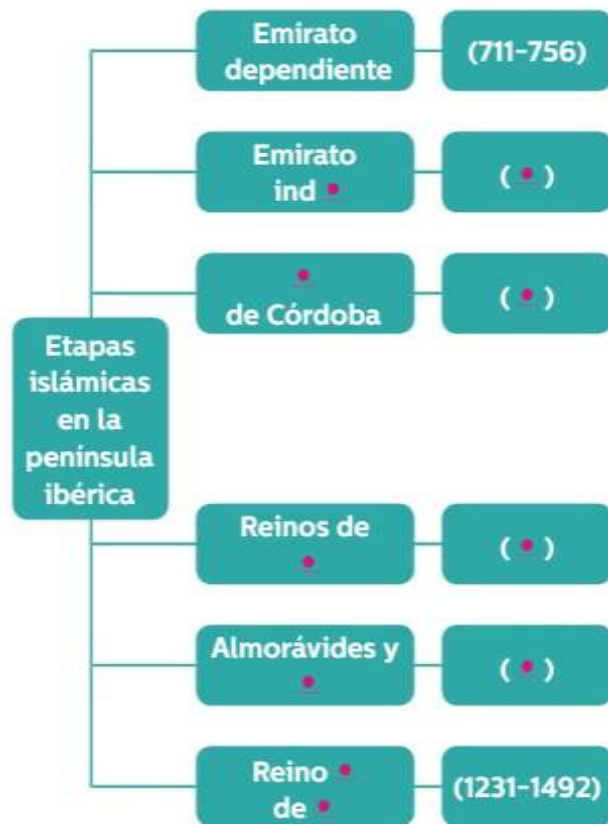 Emirato
dependiente
(711-756)
Emirato
ind •
( • )
•
de Córdoba
( • )
Etapas
islámicas
en la
península
ibérica
Reinos de
•
( • )
Almorávides y
•
( • )
Reino •
de •
(1231-1492)